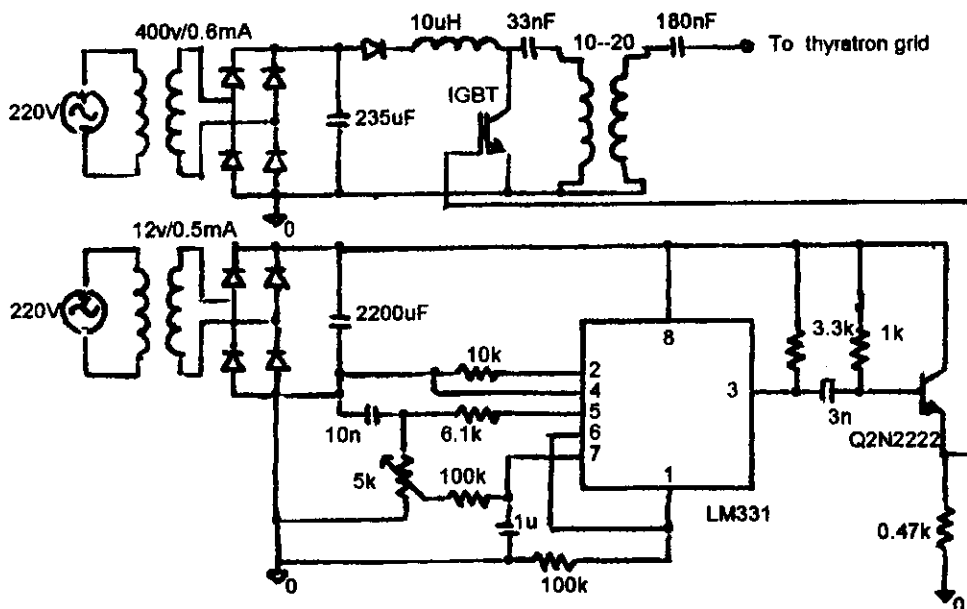 400v/0.6mA
10uH
33nF
180nF
10--20
To thyratron grid
IGBT
220V
235uF
0
12v/0.5mA
220V
2200uF
10k
10n
6.1k
5k
100k
1u
100k
0
2
4
5
6
7
8
3
1
LM331
3.3k
1k
3n
Q2N2222
0.47k
0